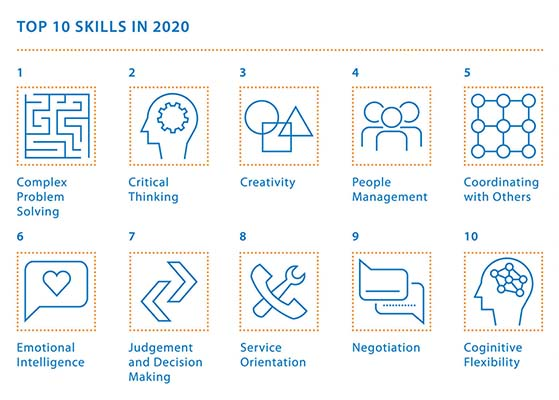 TOP 10 SKILLS IN 2020
1
2
3
4
5
Complex
Problem
Solving
Critical
Thinking
Creativity
People
Management
Coordinating
with Others
6
7
8
9
10
Emotional
Intelligence
Judgement
and Decision
Making
Service
Orientation
Negotiation
Coginitive
Flexibility